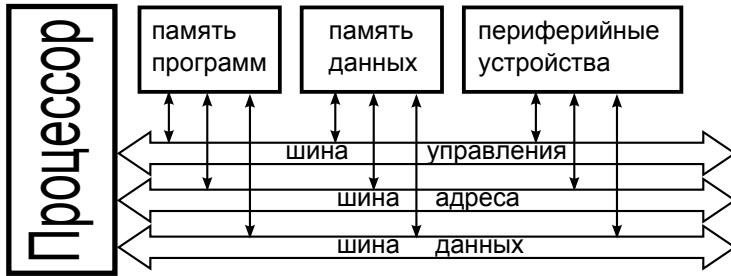 Процессор
память
программ
память
данных
периферийные
устройства
шина управления
шина адреса
шина данных